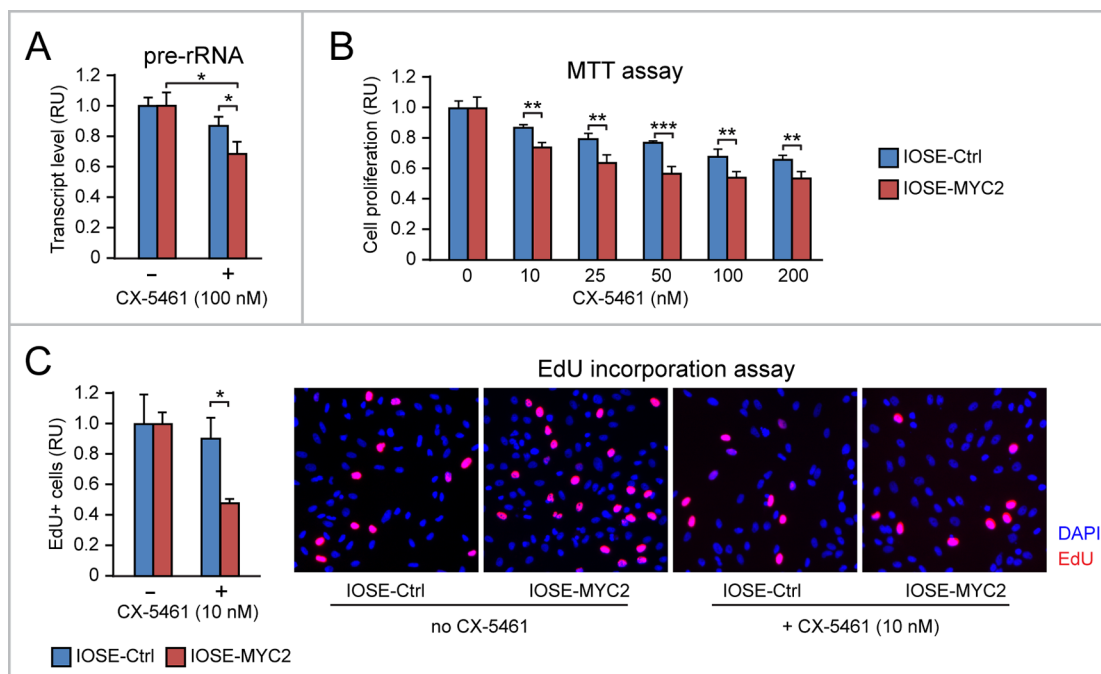 A
pre-rRNA
Transcript level (RU)
1.2
1.0
0.8
0.6
0.4
0.2
0
*
*
– +
CX-5461 (100 nM)
B
MTT assay
Cell proliferation (RU)
1.2
1.0
0.8
0.6
0.4
0.2
0
** ** *** ** **
0 10 25 50 100 200
CX-5461 (nM)
IOSE-Ctrl
IOSE-MYC2
C
EdU+ cells (RU)
1.2
1.0
0.8
0.6
0.4
0.2
0
*
– +
CX-5461 (10 nM)
IOSE-Ctrl IOSE-MYC2
EdU incorporation assay
DAPI
EdU
IOSE-Ctrl IOSE-MYC2 IOSE-Ctrl IOSE-MYC2
no CX-5461 + CX-5461 (10 nM)